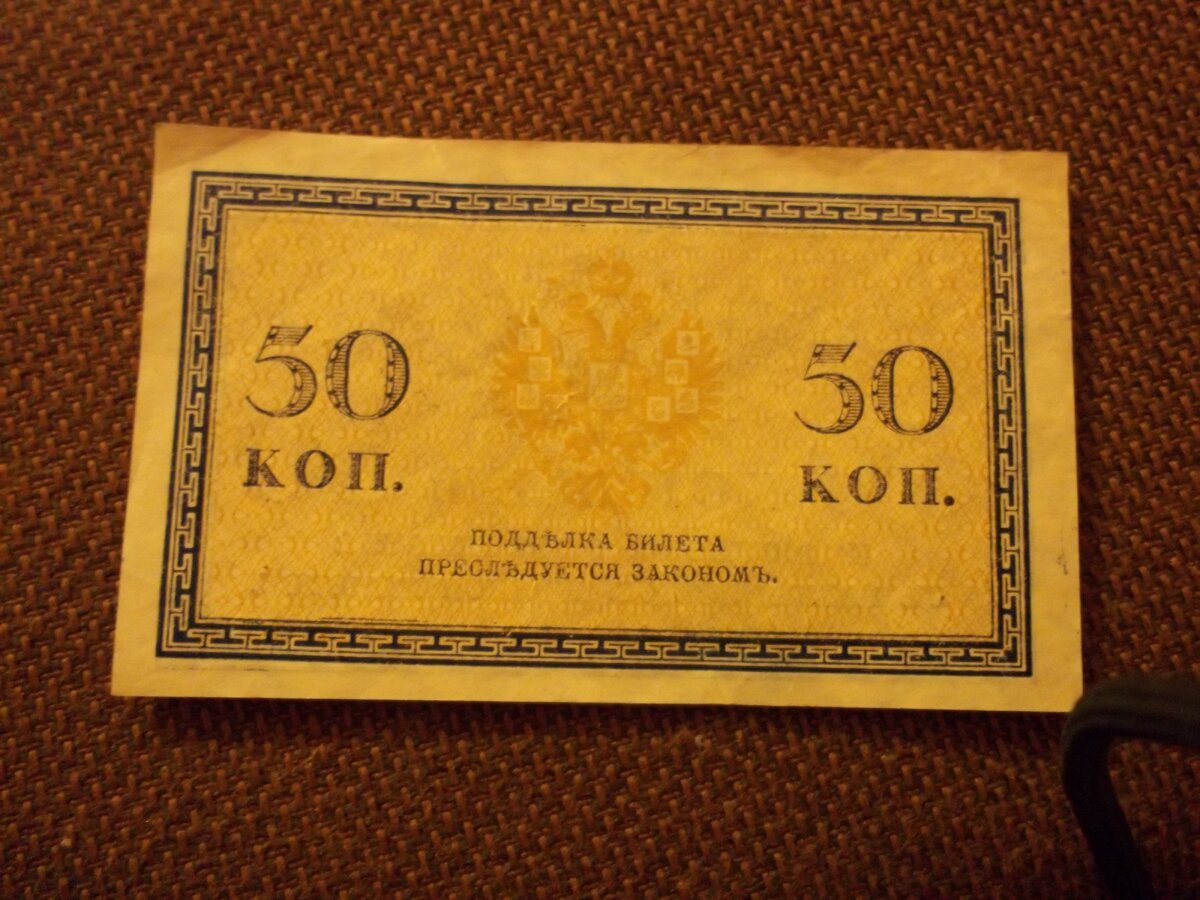 50 50
КОП. КОП.
ПОДДѢЛКА БИЛЕТА
ПРЕСЛѢДУЕТСЯ ЗАКОНОМЪ.